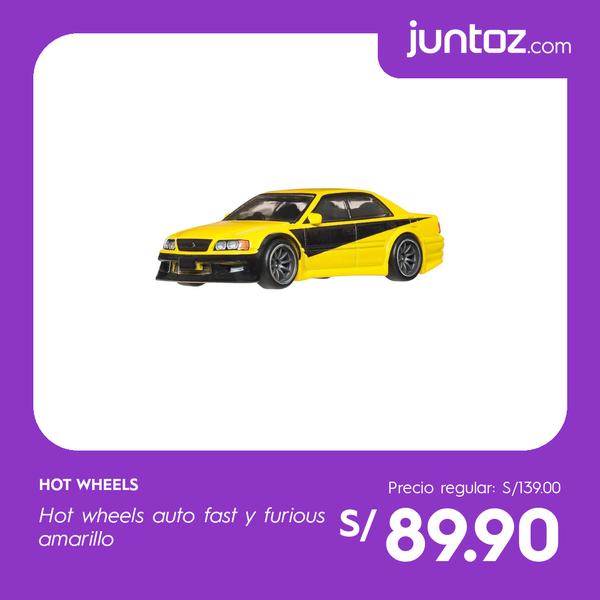 juntoz.com
HOT WHEELS
Hot wheels auto fast y furious
amarillo
Precio regular: S/139.00
S/ 89.90